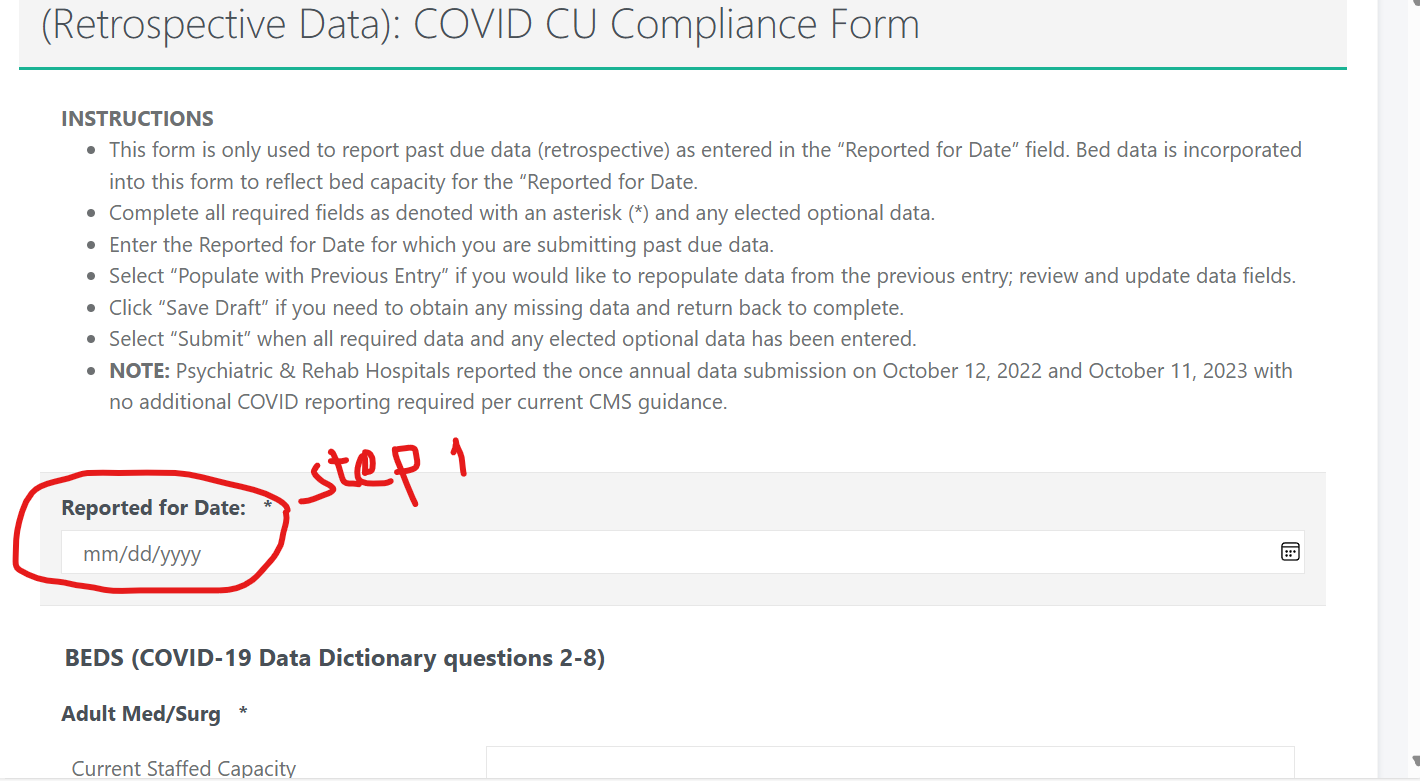 (Retrospective Data): COVID CU Compliance Form
INSTRUCTIONS
• This form is only used to report past due data (retrospective) as entered in the “Reported for Date” field. Bed data is incorporated
into this form to reflect bed capacity for the “Reported for Date.
• Complete all required fields as denoted with an asterisk (*) and any elected optional data.
• Enter the Reported for Date for which you are submitting past due data.
• Select “Populate with Previous Entry” if you would like to repopulate data from the previous entry; review and update data fields.
• Click “Save Draft” if you need to obtain any missing data and return back to complete.
• Select “Submit” when all required data and any elected optional data has been entered.
• NOTE: Psychiatric & Rehab Hospitals reported the once annual data submission on October 12, 2022 and October 11, 2023 with
no additional COVID reporting required per current CMS guidance.
step 1
Reported for Date: *
mm/dd/yyyy
BEDS (COVID-19 Data Dictionary questions 2-8)
Adult Med/Surg *
Current Staffed Capacity